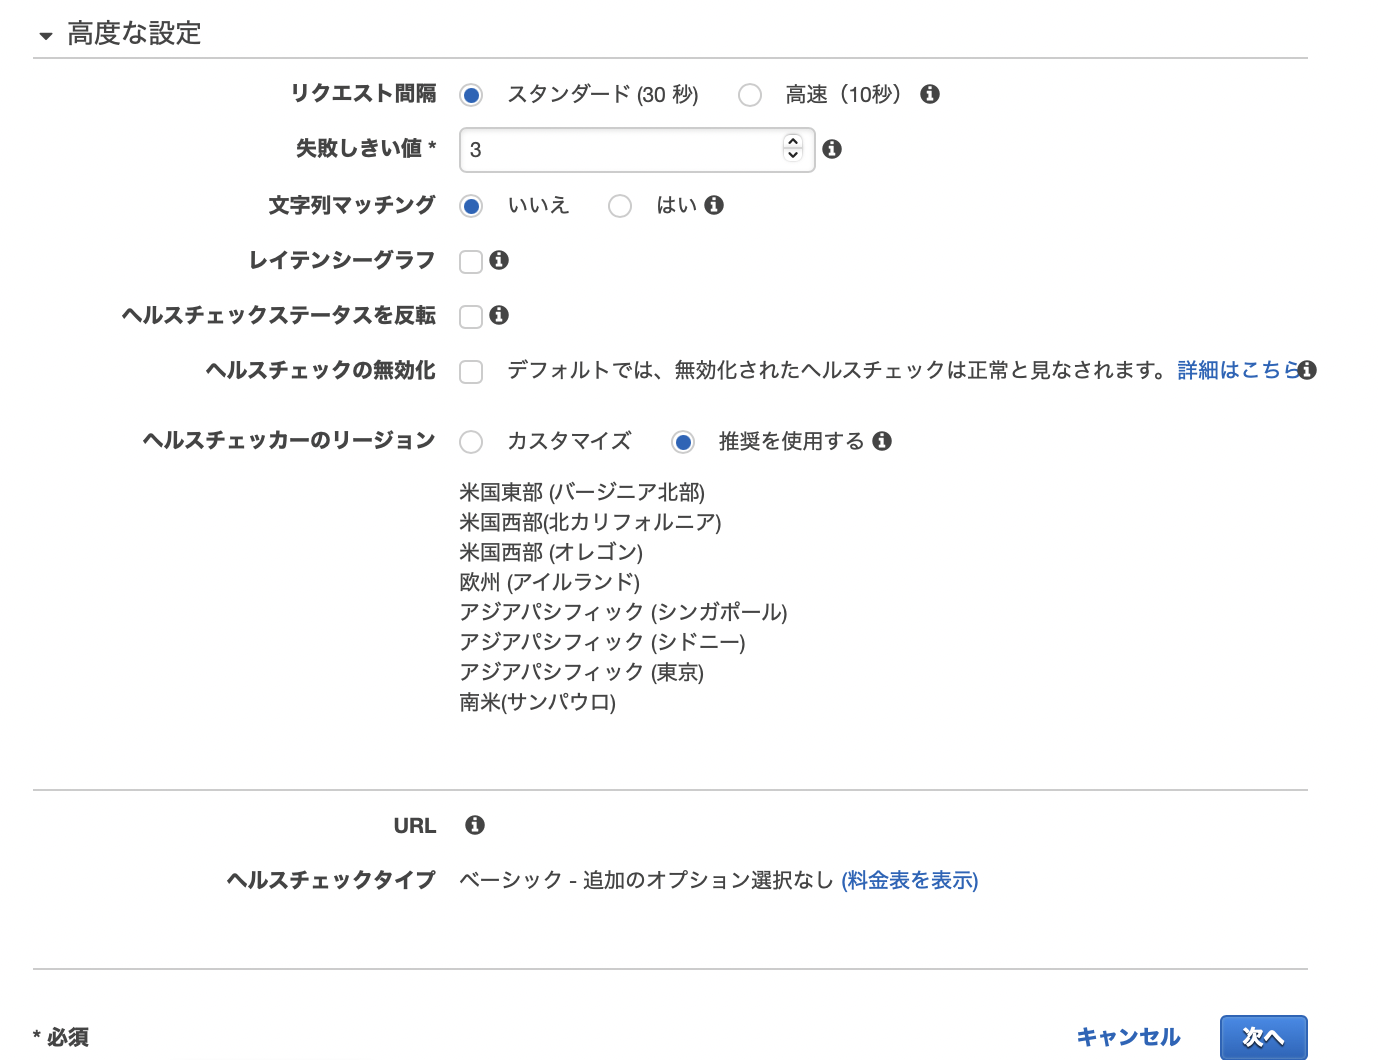 高度な設定
リクエスト間隔 スタンダード (30 秒) 高速（10秒）
失敗しきい値 * 3
文字列マッチング いいえ はい
レイテンシーグラフ
ヘルスチェックステータスを反転
ヘルスチェックの無効化 デフォルトでは、無効化されたヘルスチェックは正常と見なされます。 詳細はこちら
ヘルスチェッカーのリージョン カスタマイズ 推奨を使用する
米国東部 (バージニア北部)
米国西部(北カリフォルニア)
米国西部 (オレゴン)
欧州 (アイルランド)
アジアパシフィック (シンガポール)
アジアパシフィック (シドニー)
アジアパシフィック (東京)
南米(サンパウロ)
URL
ヘルスチェックタイプ ベーシック - 追加のオプション選択なし (料金表を表示)
* 必須 キャンセル 次へ